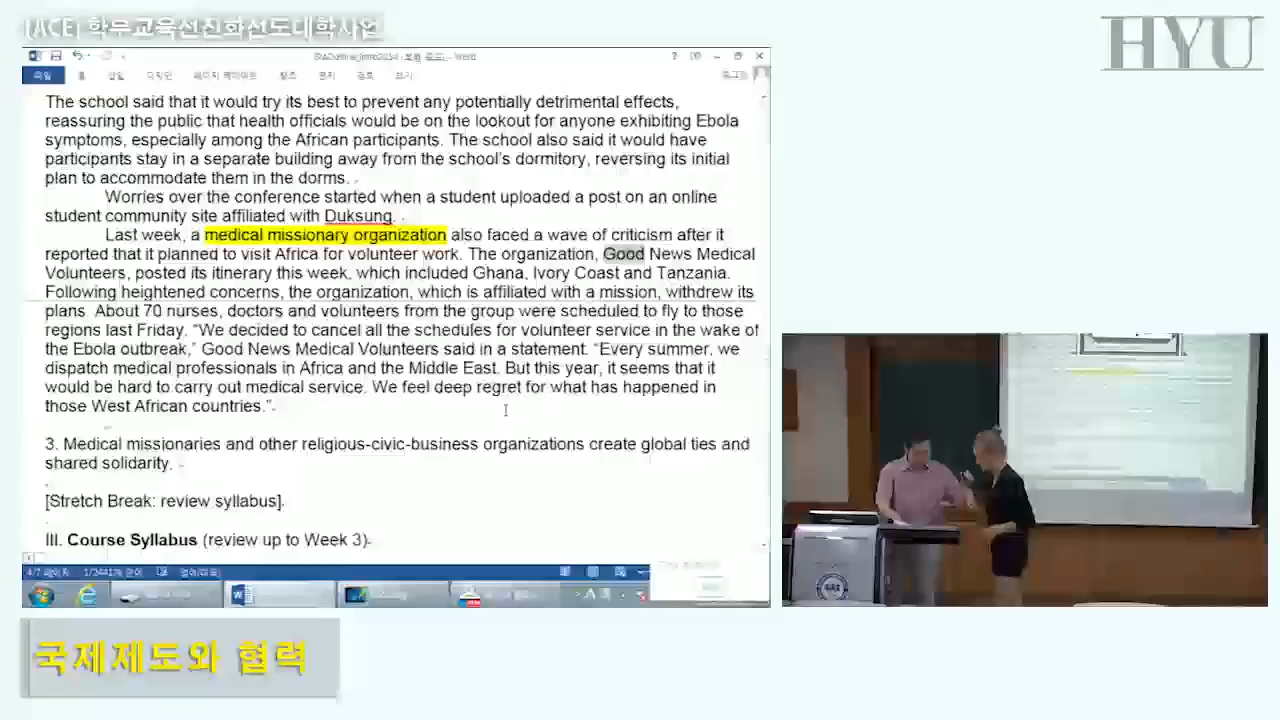 [ACE] 학부교육선진화선도대학사업
HYU
The school said that it would try its best to prevent any potentially detrimental effects,
reassuring the public that health officials would be on the lookout for anyone exhibiting Ebola
symptoms, especially among the African participants. The school also said it would have
participants stay in a separate building away from the school's dormitory, reversing its initial
plan to accommodate them in the dorms.
Worries over the conference started when a student uploaded a post on an online
student community site affiliated with Duksung.
Last week, a medical missionary organization also faced a wave of criticism after it
reported that it planned to visit Africa for volunteer work. The organization, Good News Medical
Volunteers, posted its itinerary this week, which included Ghana, Ivory Coast and Tanzania.
Following heightened concerns, the organization, which is affiliated with a mission, withdrew its
plans. About 70 nurses, doctors and volunteers from the group were scheduled to fly to those
regions last Friday. "We decided to cancel all the schedules for volunteer service in the wake of
the Ebola outbreak," Good News Medical Volunteers said in a statement. "Every summer, we
dispatch medical professionals in Africa and the Middle East. But this year, it seems that it
would be hard to carry out medical service. We feel deep regret for what has happened in
those West African countries."
3. Medical missionaries and other religious-civic-business organizations create global ties and
shared solidarity.
[Stretch Break: review syllabus]
III. Course Syllabus (review up to Week 3)
국제제도와 협력